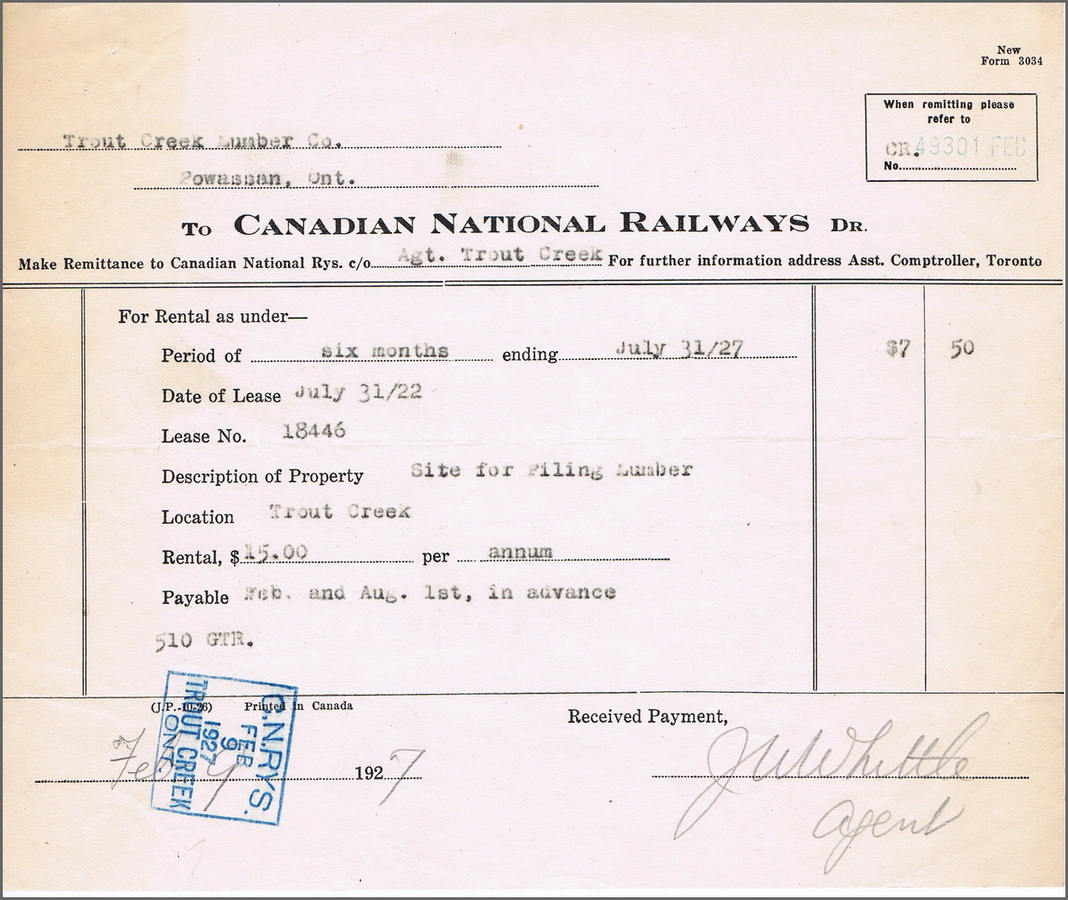 New
Form 3034
When remitting please
refer to
CR. 49301 FEB
No.
Trout Creek Lumber Co.
Powassan, Ont.
To CANADIAN NATIONAL RAILWAYS DR.
Make Remittance to Canadian National Rys. c/o Agt. Trout Creek For further information address Asst. Comptroller, Toronto
For Rental as under—
Period of six months ending July 31/27 $7 50
Date of Lease July 31/22
Lease No. 18446
Description of Property Site for Piling Lumber
Location Trout Creek
Rental, $15.00 per annum
Payable Feb. and Aug. 1st, in advance
510 GTR.
(J.P.-10-26) Printed in Canada
C.N.RYS.
FEB
9
1927
TROUT CREEK
ONT.
Received Payment,
Feb 9 1927
J W Whittle
Agent